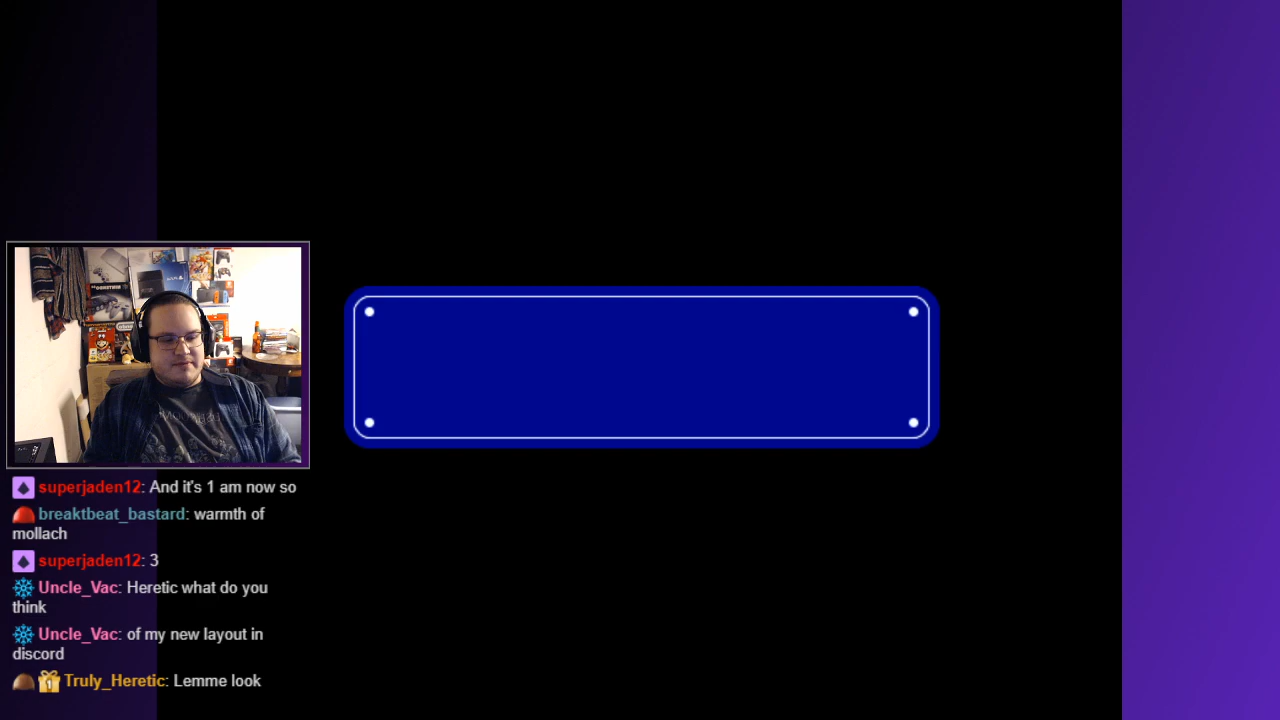 superjaden12: And it's 1 am now so
breaktbeat_bastard: warmth of
mollach
superjaden12: 3
Uncle_Vac: Heretic what do you
think
Uncle_Vac: of my new layout in
discord
Truly_Heretic: Lemme look